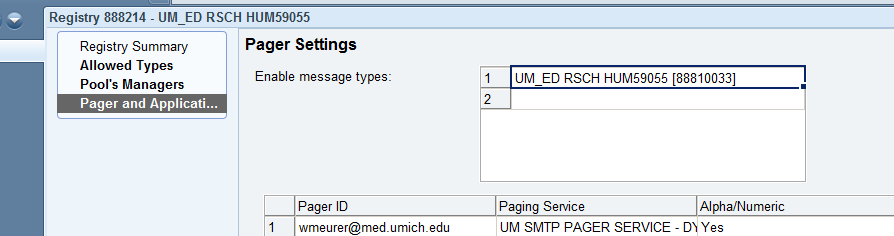 Registry 888214 - UM_ED RSCH HUM59055
Registry Summary
Allowed Types
Pool's Managers
Pager and Applicati...
Pager Settings
Enable message types:
1 UM_ED RSCH HUM59055 [88810033]
2
Pager ID Paging Service Alpha/Numeric
1 wmeurer@med.umich.edu UM SMTP PAGER SERVICE - DY Yes